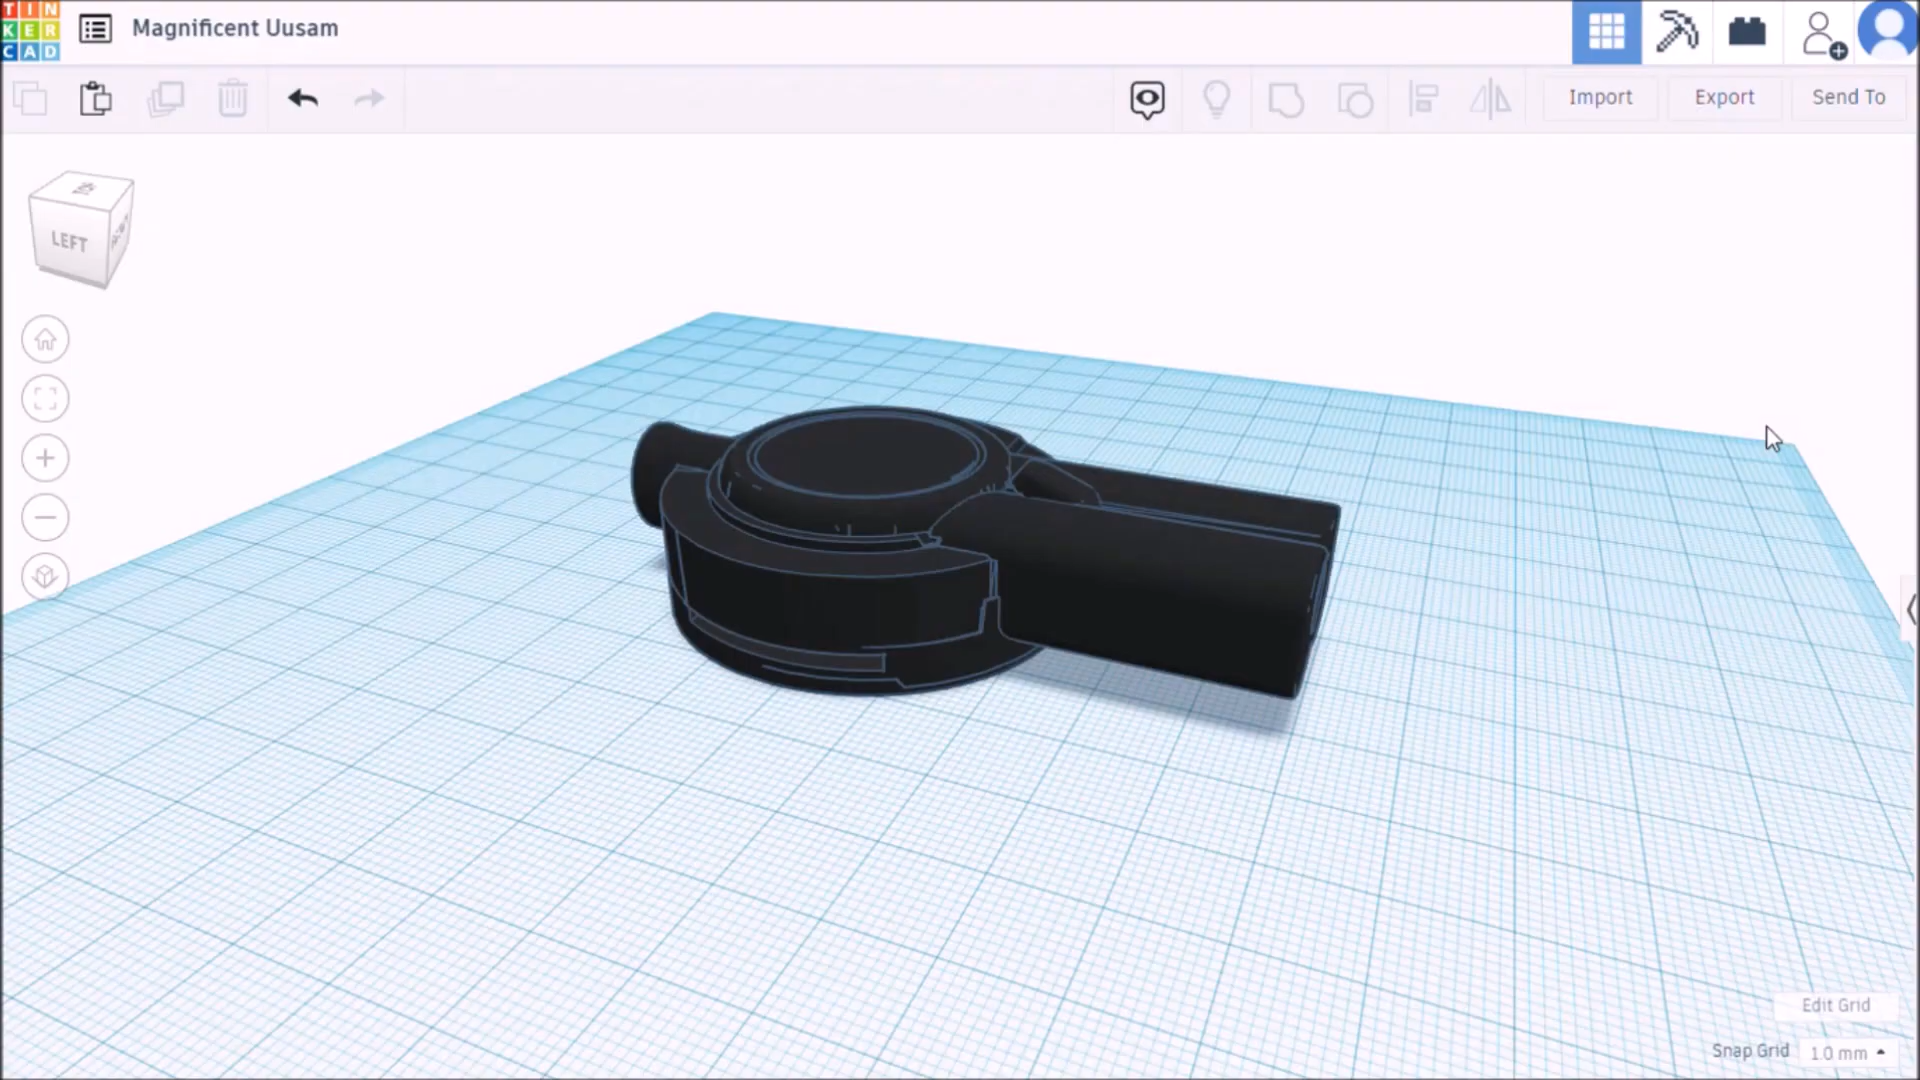 TIN
KER
CAD
Magnificent Uusam
Import
Export
Send To
LEFT
Edit Grid
Snap Grid
1.0 mm